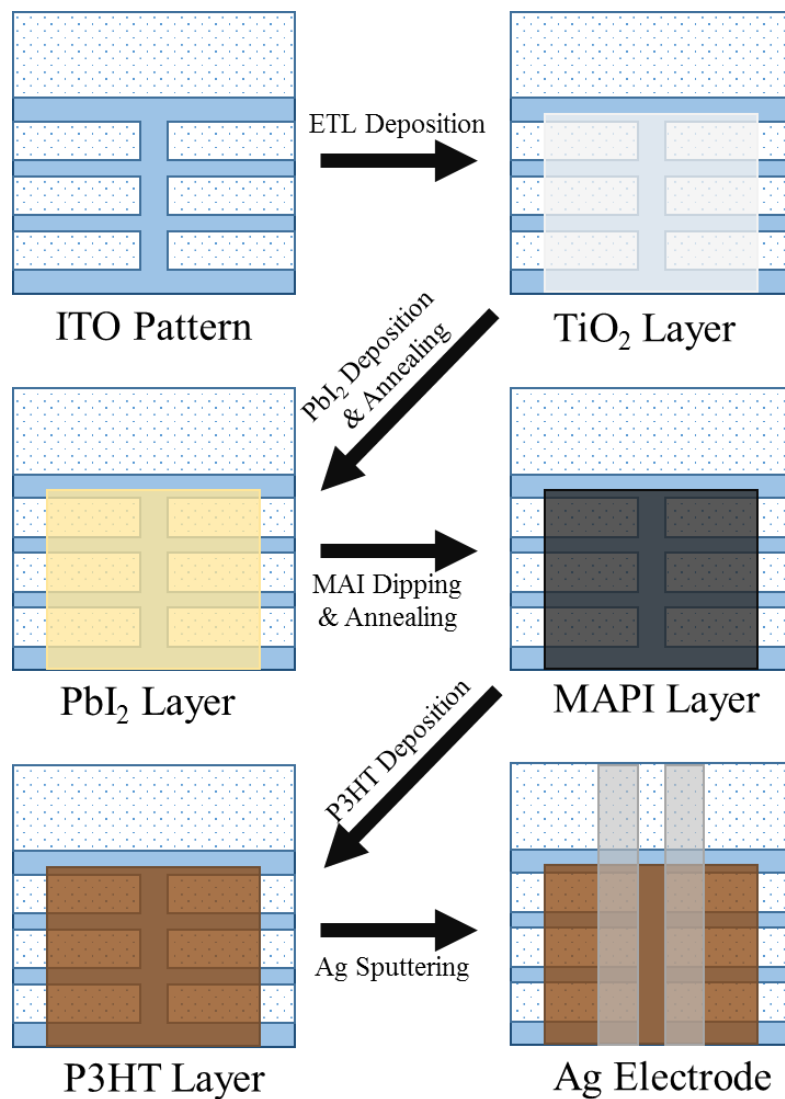 ETL Deposition
ITO Pattern
TiO₂ Layer
PbI₂ Deposition
& Annealing
PbI₂ Layer
MAI Dipping
& Annealing
MAPI Layer
P3HT Deposition
P3HT Layer
Ag Sputtering
Ag Electrode